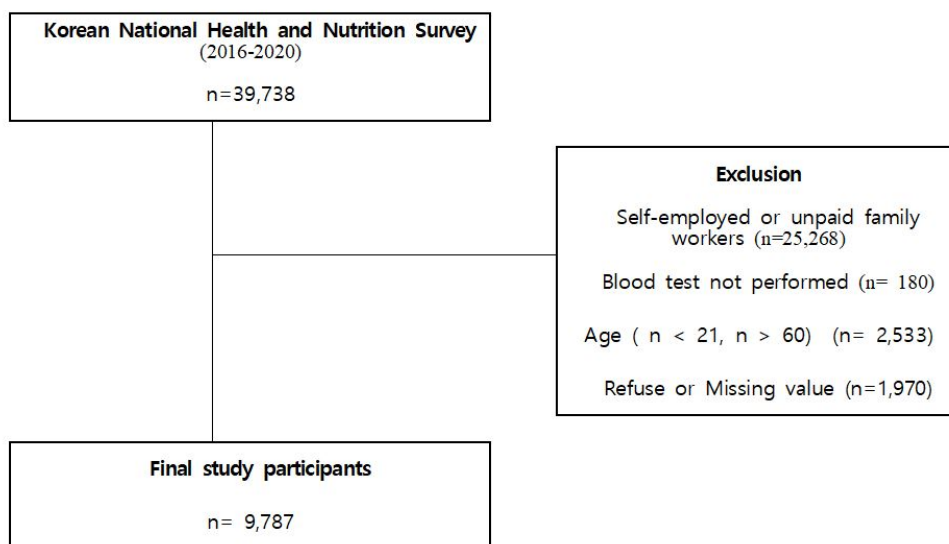 Korean National Health and Nutrition Survey
(2016-2020)
n=39,738
Exclusion
Self-employed or unpaid family
workers (n=25,268)
Blood test not performed (n= 180)
Age ( n < 21, n > 60) (n= 2,533)
Refuse or Missing value (n=1,970)
Final study participants
n= 9,787